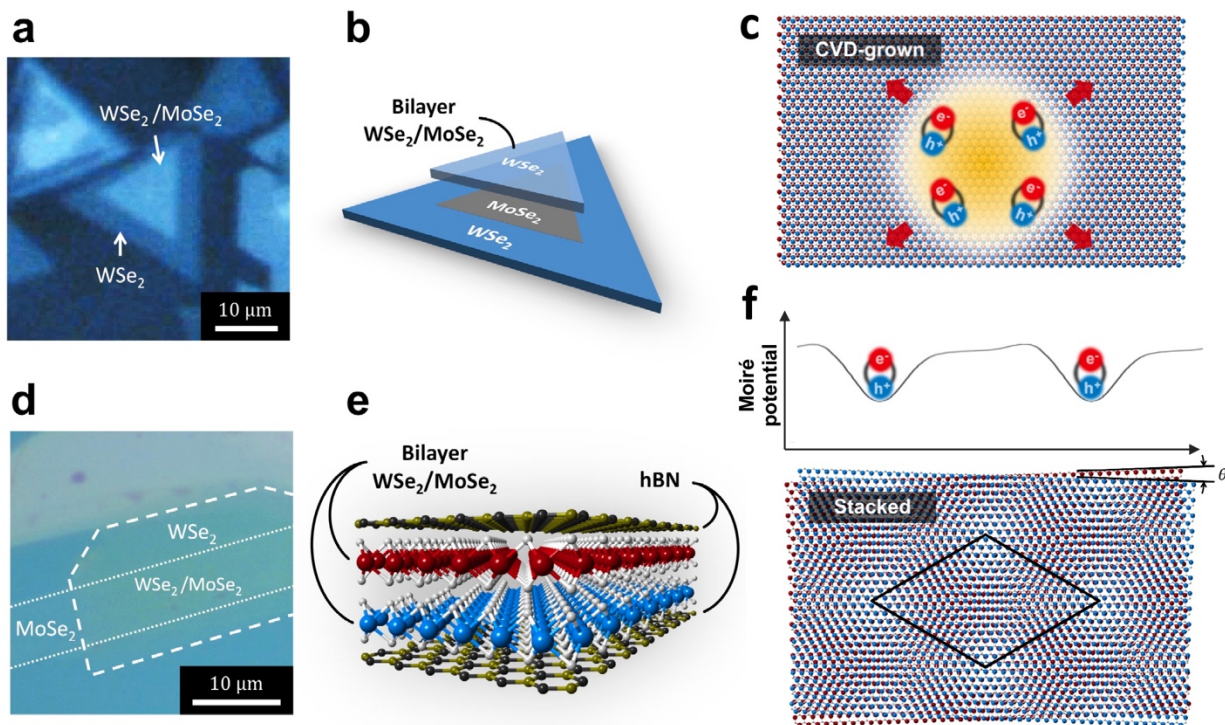 a
WSe₂/MoSe₂
WSe₂
10 μm
b
Bilayer
WSe₂/MoSe₂
WSe₂
MoSe₂
WSe₂
c
CVD-grown
e-
h+
e-
h+
e-
h+
e-
h+
d
WSe₂
WSe₂/MoSe₂
MoSe₂
10 μm
e
Bilayer
WSe₂/MoSe₂
hBN
f
Moiré
potential
e-
h+
e-
h+
θ
Stacked